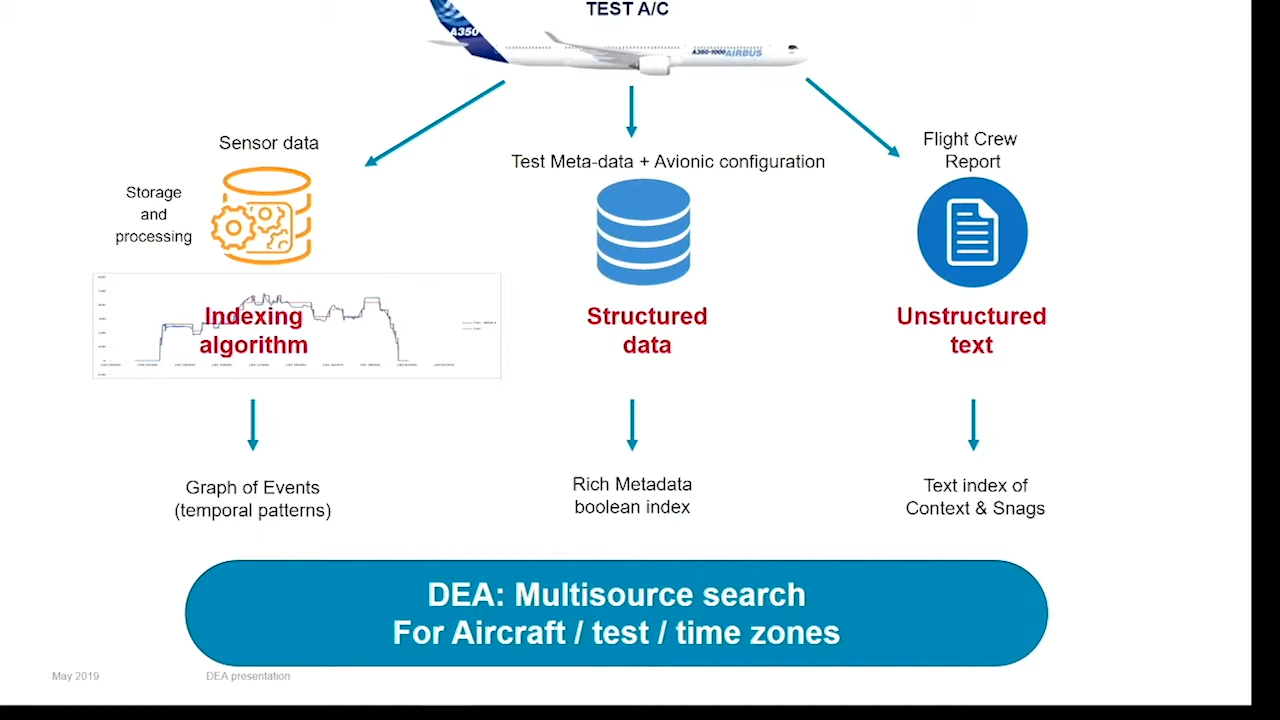 TEST A/C
A350
A350-1000 AIRBUS
Sensor data
Storage
and
processing
Test Meta-data + Avionic configuration
Flight Crew
Report
Indexing
algorithm
Structured
data
Unstructured
text
Graph of Events
(temporal patterns)
Rich Metadata
boolean index
Text index of
Context & Snags
DEA: Multisource search
For Aircraft / test / time zones
May 2019
DEA presentation